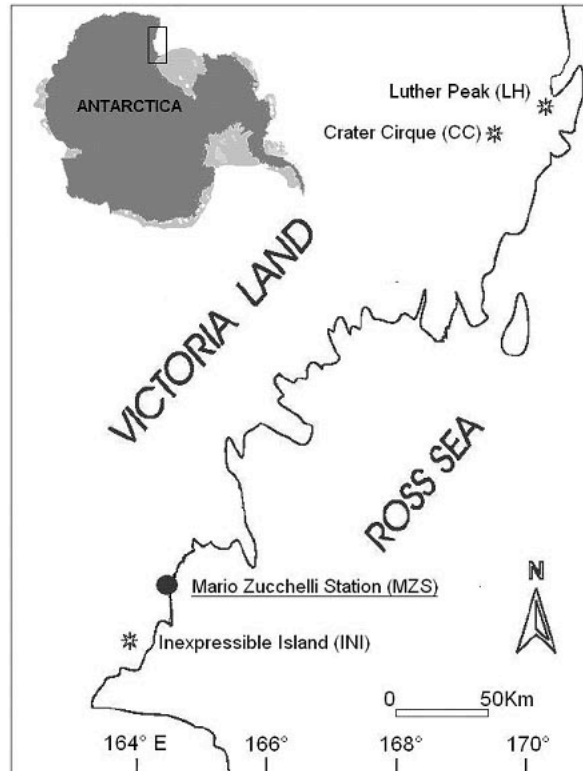 ANTARCTICA
Luther Peak (LH)
Crater Cirque (CC)
VICTORIA LAND
ROSS SEA
Mario Zucchelli Station (MZS)
N
Inexpressible Island (INI)
0 50Km
164° E 166° 168° 170°